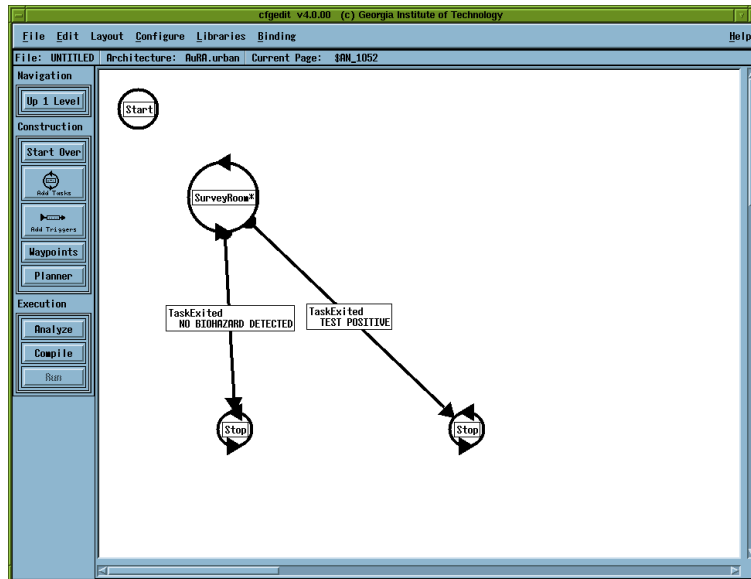 cfgedit v4.0.00 (c) Georgia Institute of Technology
File Edit Layout Configure Libraries Binding Help
File: UNTITLED Architecture: AuRA.urban Current Page: $AN_1052
Navigation
Up 1 Level
Construction
Start Over
Add Tasks
Add Triggers
Waypoints
Planner
Execution
Analyze
Compile
Run
Start
SurveyRoom*
TaskExited
NO BIOHAZARD DETECTED
TaskExited
TEST POSITIVE
Stop
Stop